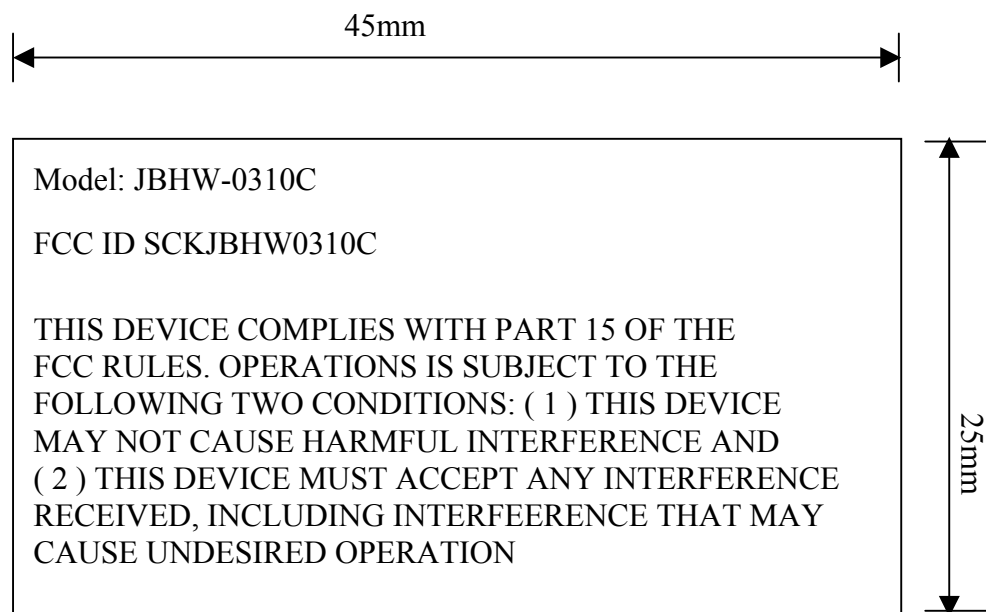 45mm
Model: JBHW-0310C
FCC ID SCKJBHW0310C
THIS DEVICE COMPLIES WITH PART 15 OF THE
FCC RULES. OPERATIONS IS SUBJECT TO THE
FOLLOWING TWO CONDITIONS: ( 1 ) THIS DEVICE
MAY NOT CAUSE HARMFUL INTERFERENCE AND
( 2 ) THIS DEVICE MUST ACCEPT ANY INTERFERENCE
RECEIVED, INCLUDING INTERFEERENCE THAT MAY
CAUSE UNDESIRED OPERATION
25mm